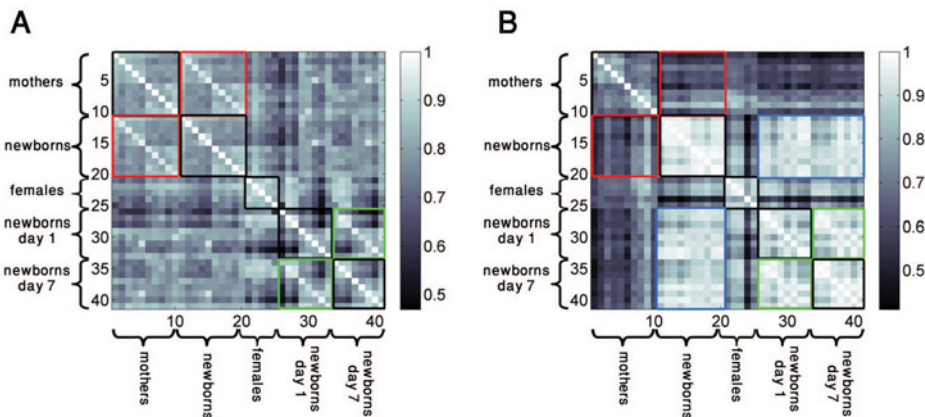 A
mothers
newborns
females
newborns
day 1
newborns
day 7
5
10
15
20
25
30
35
40
10
20
30
40
mothers
newborns
females
newborns
day 1
newborns
day 7
1
0.9
0.8
0.7
0.6
0.5
B
mothers
newborns
females
newborns
day 1
newborns
day 7
5
10
15
20
25
30
35
40
10
20
30
40
mothers
newborns
females
newborns
day 1
newborns
day 7
1
0.9
0.8
0.7
0.6
0.5